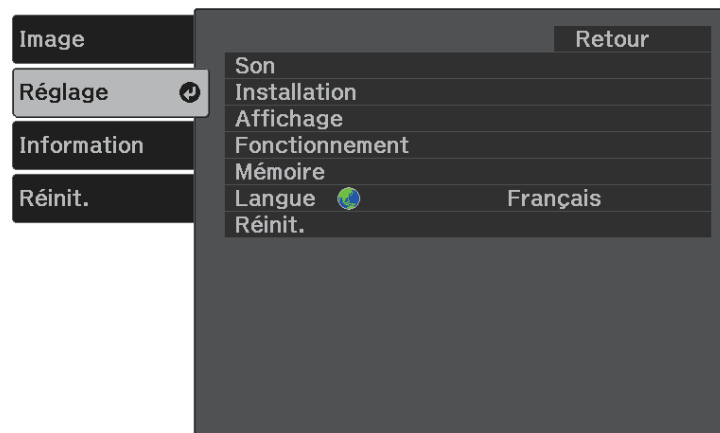 Image
Réglage
Information
Réinit.
Retour
Son
Installation
Affichage
Fonctionnement
Mémoire
Langue Français
Réinit.